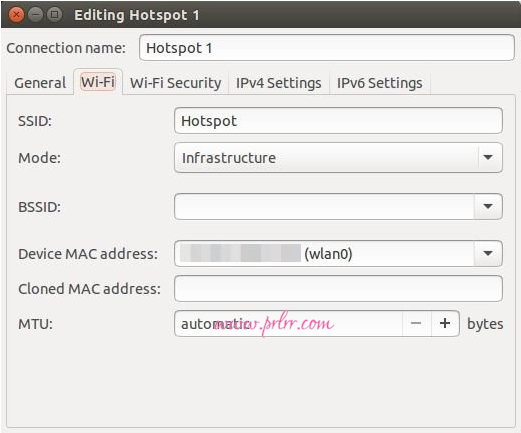 Editing Hotspot 1
Connection name: Hotspot 1
General Wi-Fi Wi-Fi Security IPv4 Settings IPv6 Settings
SSID: Hotspot
Mode: Infrastructure
BSSID:
Device MAC address: (wlan0)
Cloned MAC address:
MTU: automatic − + bytes
www.prlrr.com